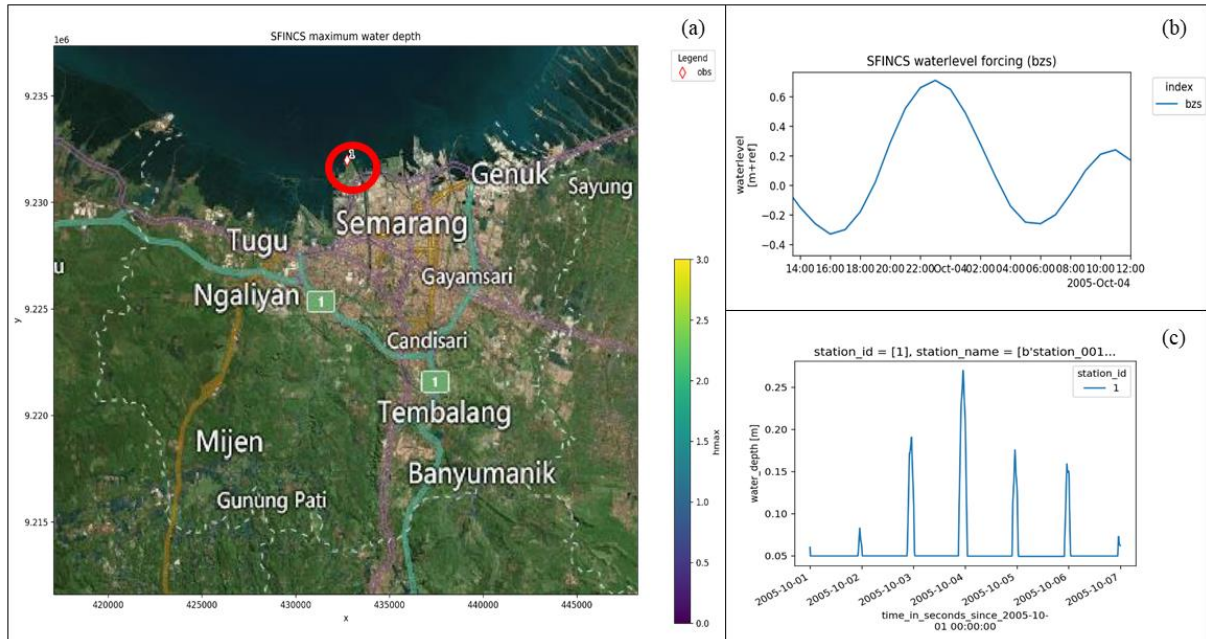 (a)
SFINCS maximum water depth
1e6
Legend
obs
9.235
9.230
9.225
9.220
9.215
y
420000
425000
430000
435000
440000
445000
x
Genuk
Sayung
Semarang
Tugu
u
Gayamsari
Ngaliyan
1
Candisari
1
Tembalang
Mijen
Banyumanik
Gunung Pati
3.0
2.5
2.0
1.5
1.0
0.5
0.0
hmax
(b)
SFINCS waterlevel forcing (bzs)
index
bzs
0.6
0.4
0.2
0.0
−0.2
−0.4
waterlevel
[m+ref]
14:00 16:00 18:00 20:00 22:00 Oct-04 02:00 04:00 06:00 08:00 10:00 12:00
2005-Oct-04
(c)
station_id = [1], station_name = [b'station_001...
station_id
1
0.25
0.20
0.15
0.10
0.05
water_depth [m]
2005-10-01
2005-10-02
2005-10-03
2005-10-04
2005-10-05
2005-10-06
2005-10-07
time_in_seconds_since_2005-10-
01 00:00:00